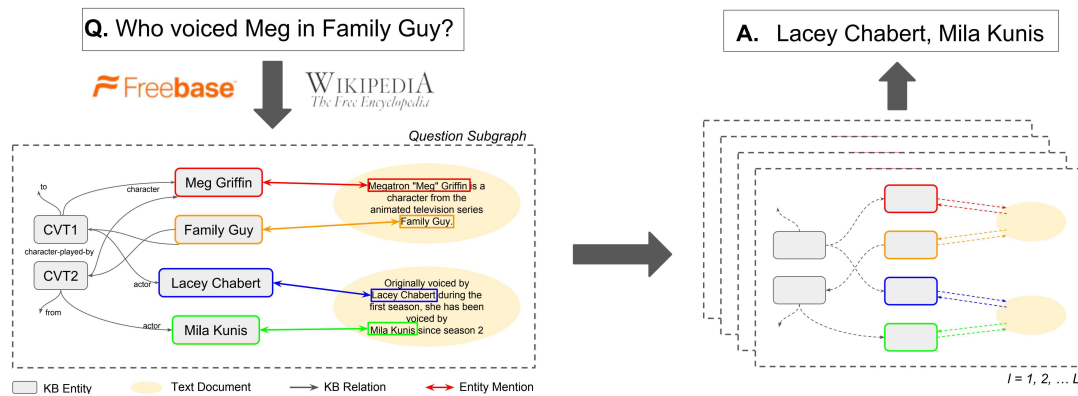 Q. Who voiced Meg in Family Guy?
A. Lacey Chabert, Mila Kunis
Freebase
WIKIPEDIA
The Free Encyclopedia
Question Subgraph
to
character
Meg Griffin
Megatron "Meg" Griffin is a
character from the
animated television series
Family Guy.
CVT1
Family Guy
character-played-by
CVT2
actor
Lacey Chabert
Originally voiced by
Lacey Chabert during the
first season, she has been
voiced by
Mila Kunis since season 2
from
actor
Mila Kunis
KB Entity
Text Document
KB Relation
Entity Mention
l = 1, 2, ... L